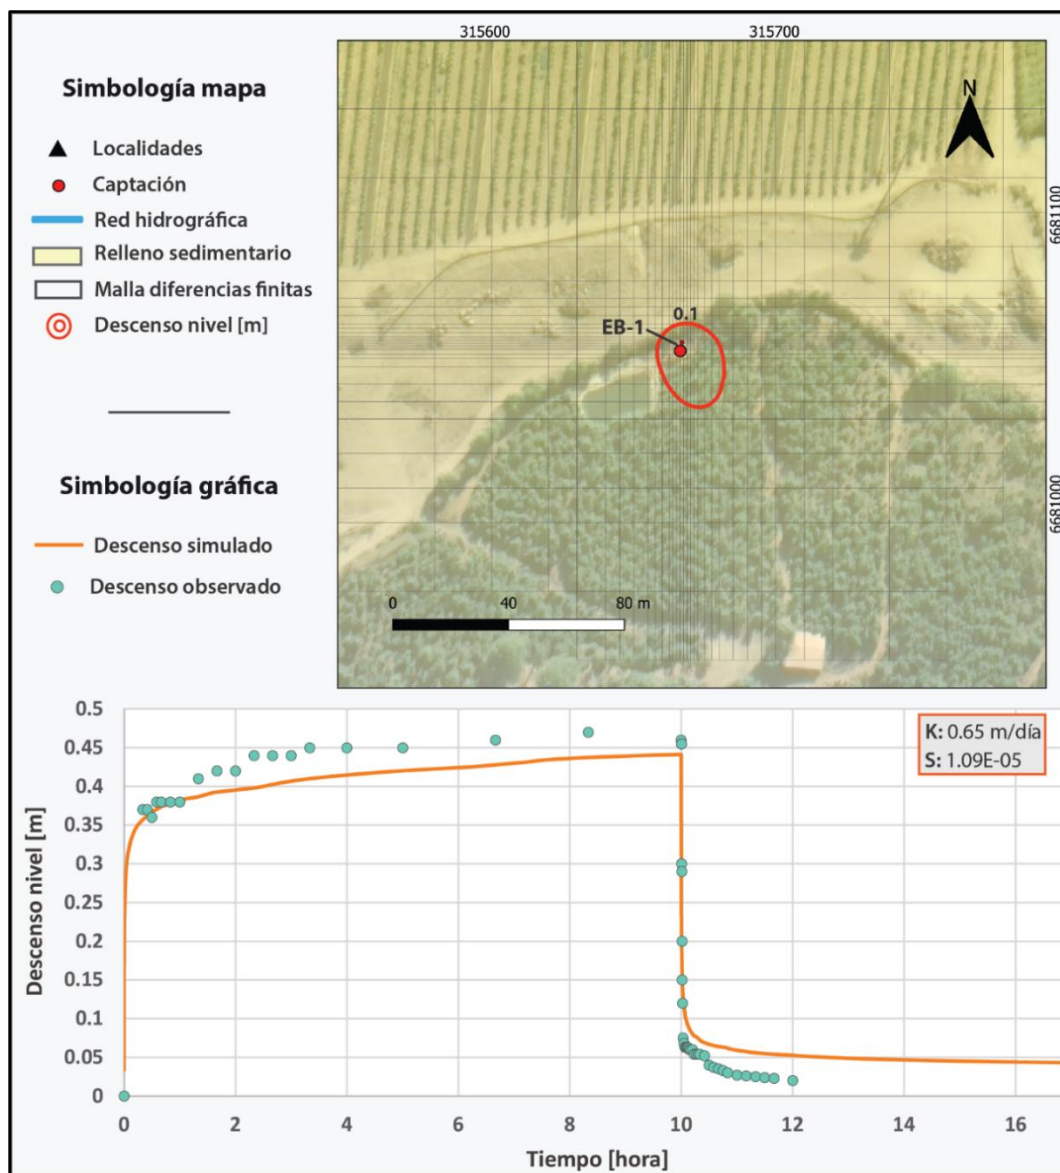 315600 315700
Simbología mapa
N
Localidades
Captación
Red hidrográfica
Relleno sedimentario
Malla diferencias finitas
Descenso nivel [m]
6681100
0.1
EB-1
Simbología gráfica
6681000
Descenso simulado
Descenso observado
0 40 80 m
0.5
K: 0.65 m/día
S: 1.09E-05
0.45
0.4
0.35
0.3
0.25
0.2
0.15
0.1
0.05
0
Descenso nivel [m]
0 2 4 6 8 10 12 14 16
Tiempo [hora]